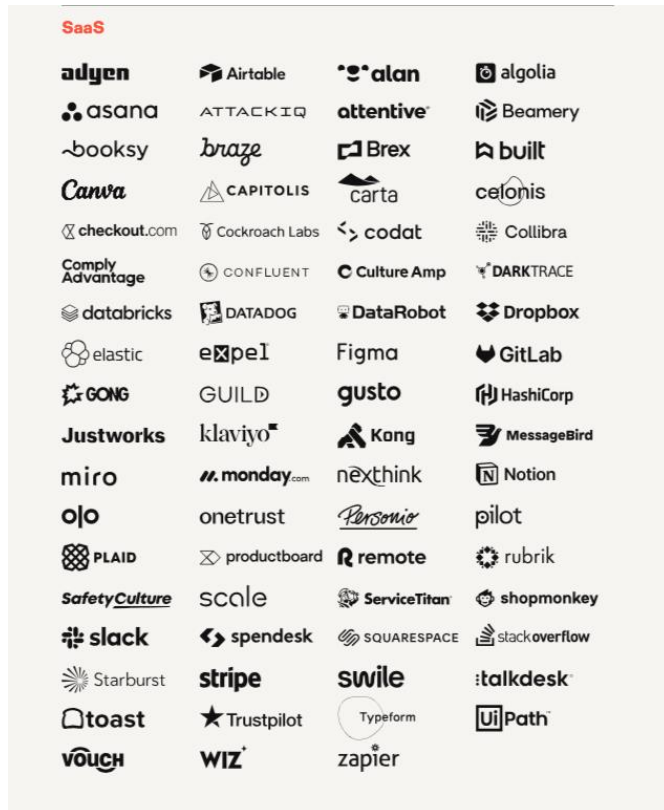 SaaS
adyen Airtable alan algolia
asana ATTACKIQ attentive Beamery
booksy braze Brex built
Canva CAPITOLIS carta celonis
checkout.com Cockroach Labs codat Collibra
Comply
Advantage CONFLUENT Culture Amp DARKTRACE
databricks DATADOG DataRobot Dropbox
elastic expel Figma GitLab
GONG GUILD gusto HashiCorp
Justworks klaviyo Kong MessageBird
miro monday.com nexthink Notion
olo onetrust Personio pilot
PLAID productboard remote rubrik
SafetyCulture scale ServiceTitan shopmonkey
slack spendesk SQUARESPACE stackoverflow
Starburst stripe swile :talkdesk
toast Trustpilot Typeform UiPath
VOUCH WIZ zapier